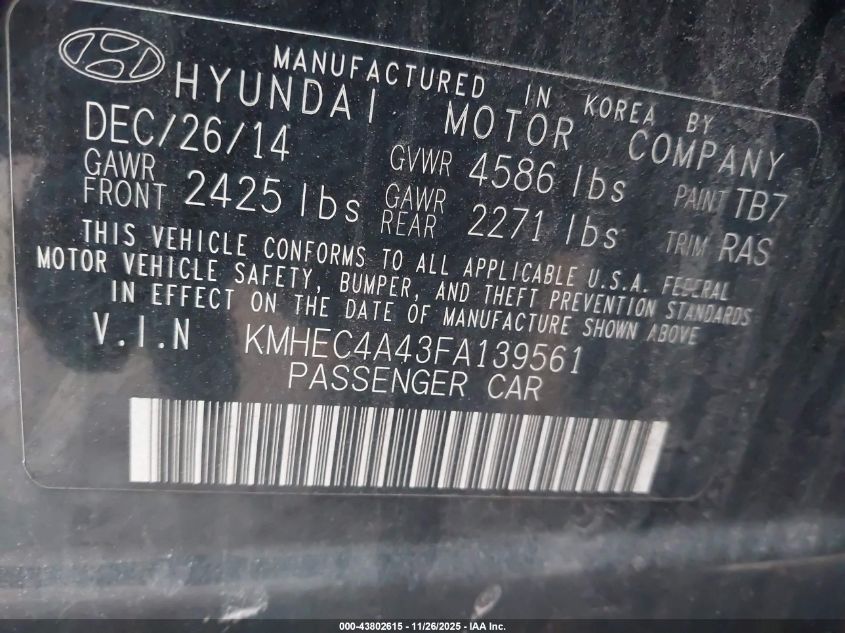 MANUFACTURED IN KOREA BY
HYUNDAI MOTOR COMPANY
DEC/26/14 GVWR 4586 lbs PAINT TB7
GAWR FRONT 2425 lbs GAWR REAR 2271 lbs TRIM RAS
THIS VEHICLE CONFORMS TO ALL APPLICABLE U.S.A. FEDERAL
MOTOR VEHICLE SAFETY, BUMPER, AND THEFT PREVENTION STANDARDS
IN EFFECT ON THE DATE OF MANUFACTURE SHOWN ABOVE
V.I.N KMHEC4A43FA139561
PASSENGER CAR
000-43802615 - 11/26/2025 - IAA Inc.